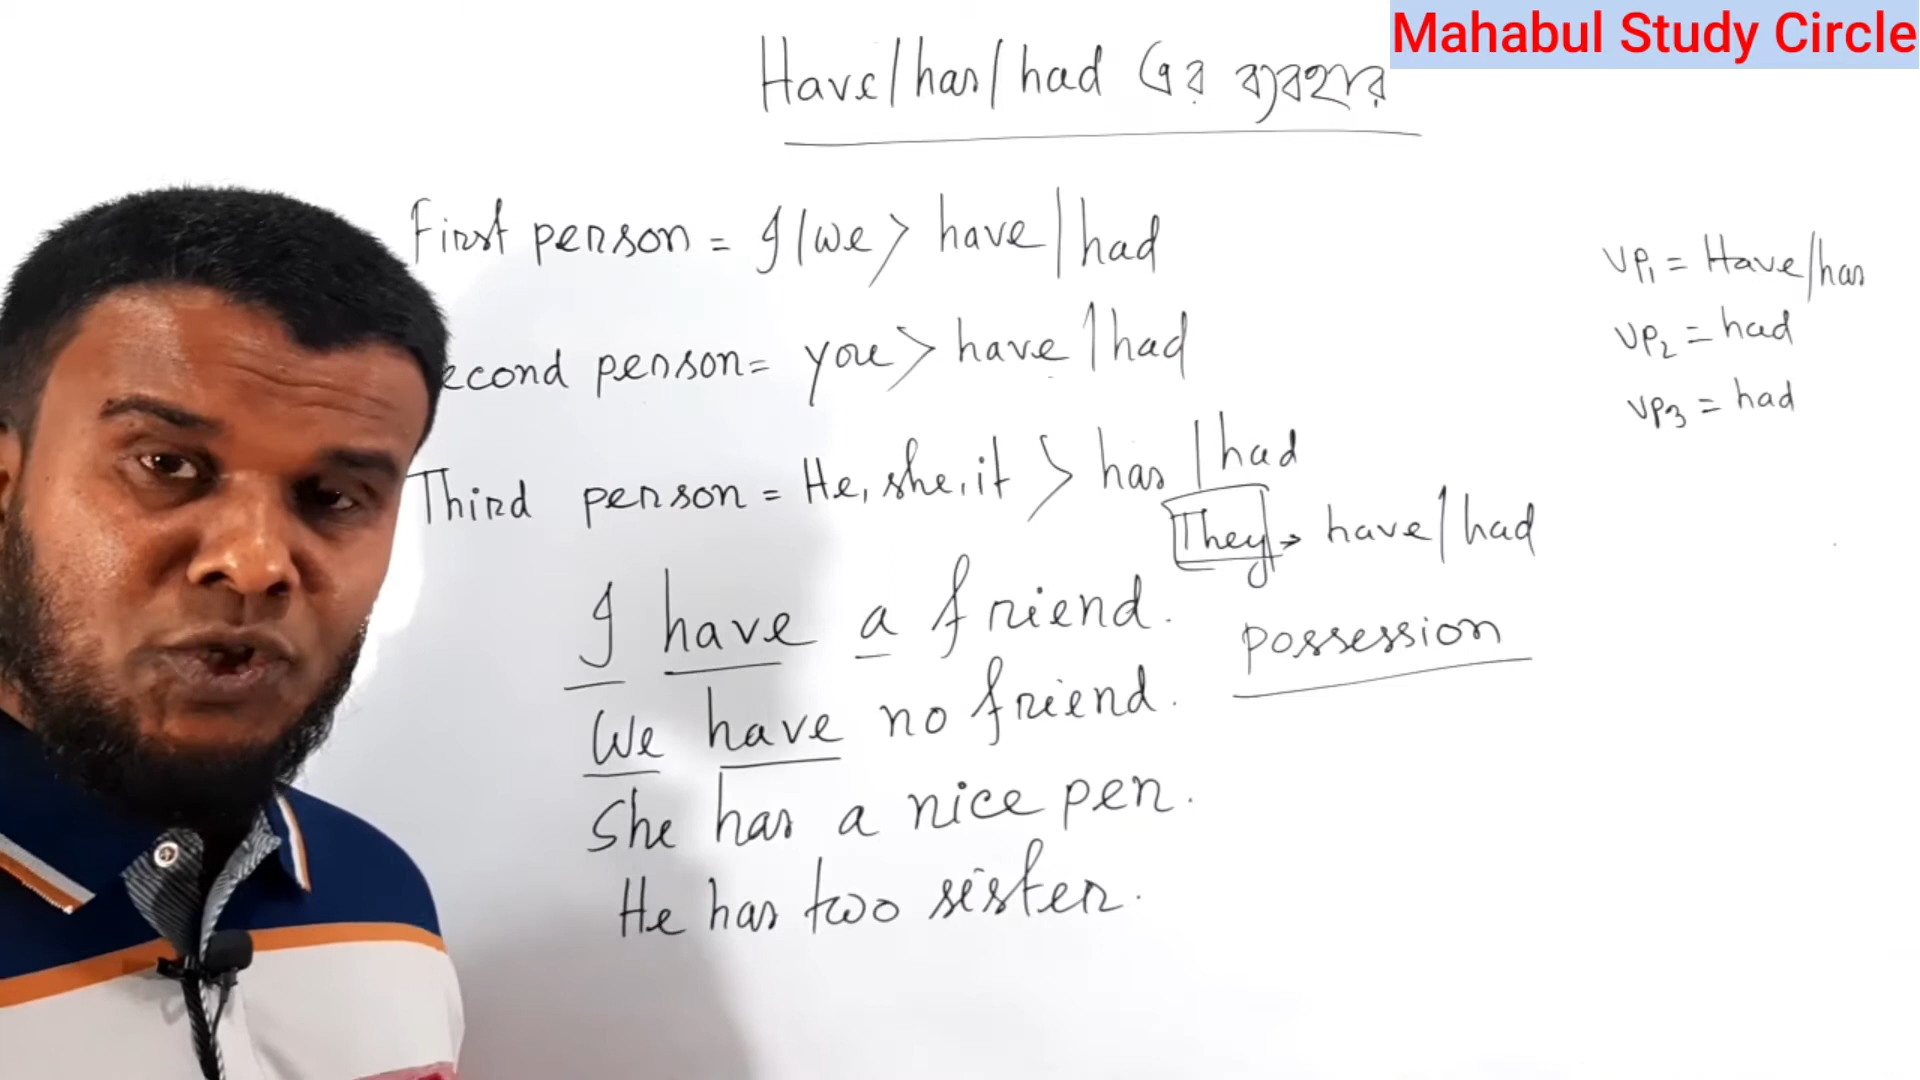 Mahabul Study Circle
Have/has/had এর ব্যবহার
First person = I/we > have/had
econd person = you > have/had
Third person = He, she, it > has/had
They → have/had
VP1 = Have/has
VP2 = had
VP3 = had
I have a friend.
possession
We have no friend.
She has a nice pen.
He has two sister.